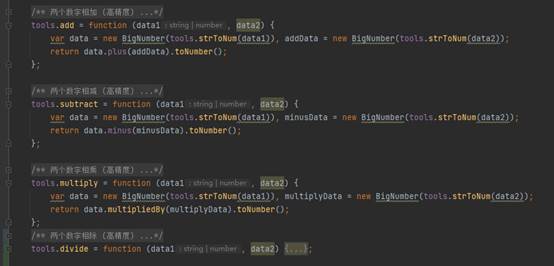 /** 两个数字相加（高精度）...*/
tools.add = function (data1 : string | number , data2) {
var data = new BigNumber(tools.strToNum(data1)), addData = new BigNumber(tools.strToNum(data2));
return data.plus(addData).toNumber();
};
/** 两个数字相减（高精度）...*/
tools.subtract = function (data1 : string | number , data2) {
var data = new BigNumber(tools.strToNum(data1)), minusData = new BigNumber(tools.strToNum(data2));
return data.minus(minusData).toNumber();
};
/** 两个数字相乘（高精度）...*/
tools.multiply = function (data1 : string | number , data2) {
var data = new BigNumber(tools.strToNum(data1)), multiplyData = new BigNumber(tools.strToNum(data2));
return data.multipliedBy(multiplyData).toNumber();
};
/** 两个数字相除（高精度）...*/
tools.divide = function (data1 : string | number , data2) {...};